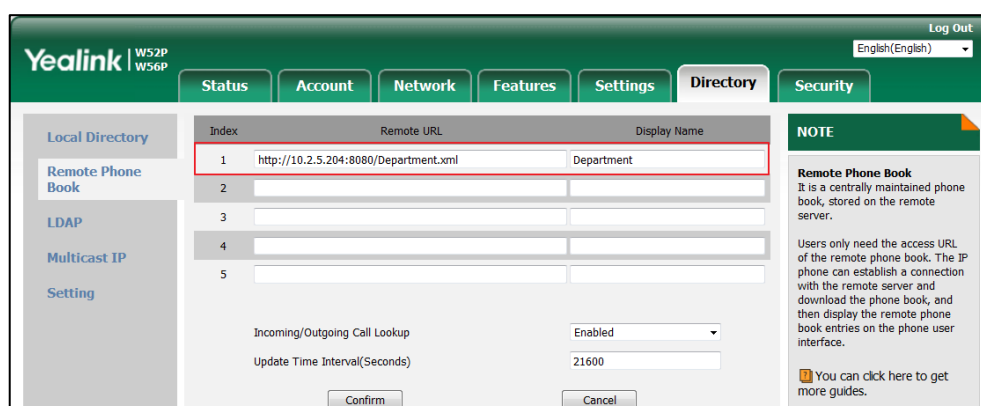 Log Out
Yealink | W52P
W56P
English(English)
Status Account Network Features Settings Directory Security
Local Directory
Remote Phone
Book
LDAP
Multicast IP
Setting
Index Remote URL Display Name
1 http://10.2.5.204:8080/Department.xml Department
2
3
4
5
Incoming/Outgoing Call Lookup Enabled
Update Time Interval(Seconds) 21600
Confirm Cancel
NOTE
Remote Phone Book
It is a centrally maintained phone
book, stored on the remote
server.
Users only need the access URL
of the remote phone book. The IP
phone can establish a connection
with the remote server and
download the phone book, and
then display the remote phone
book entries on the phone user
interface.
You can click here to get
more guides.